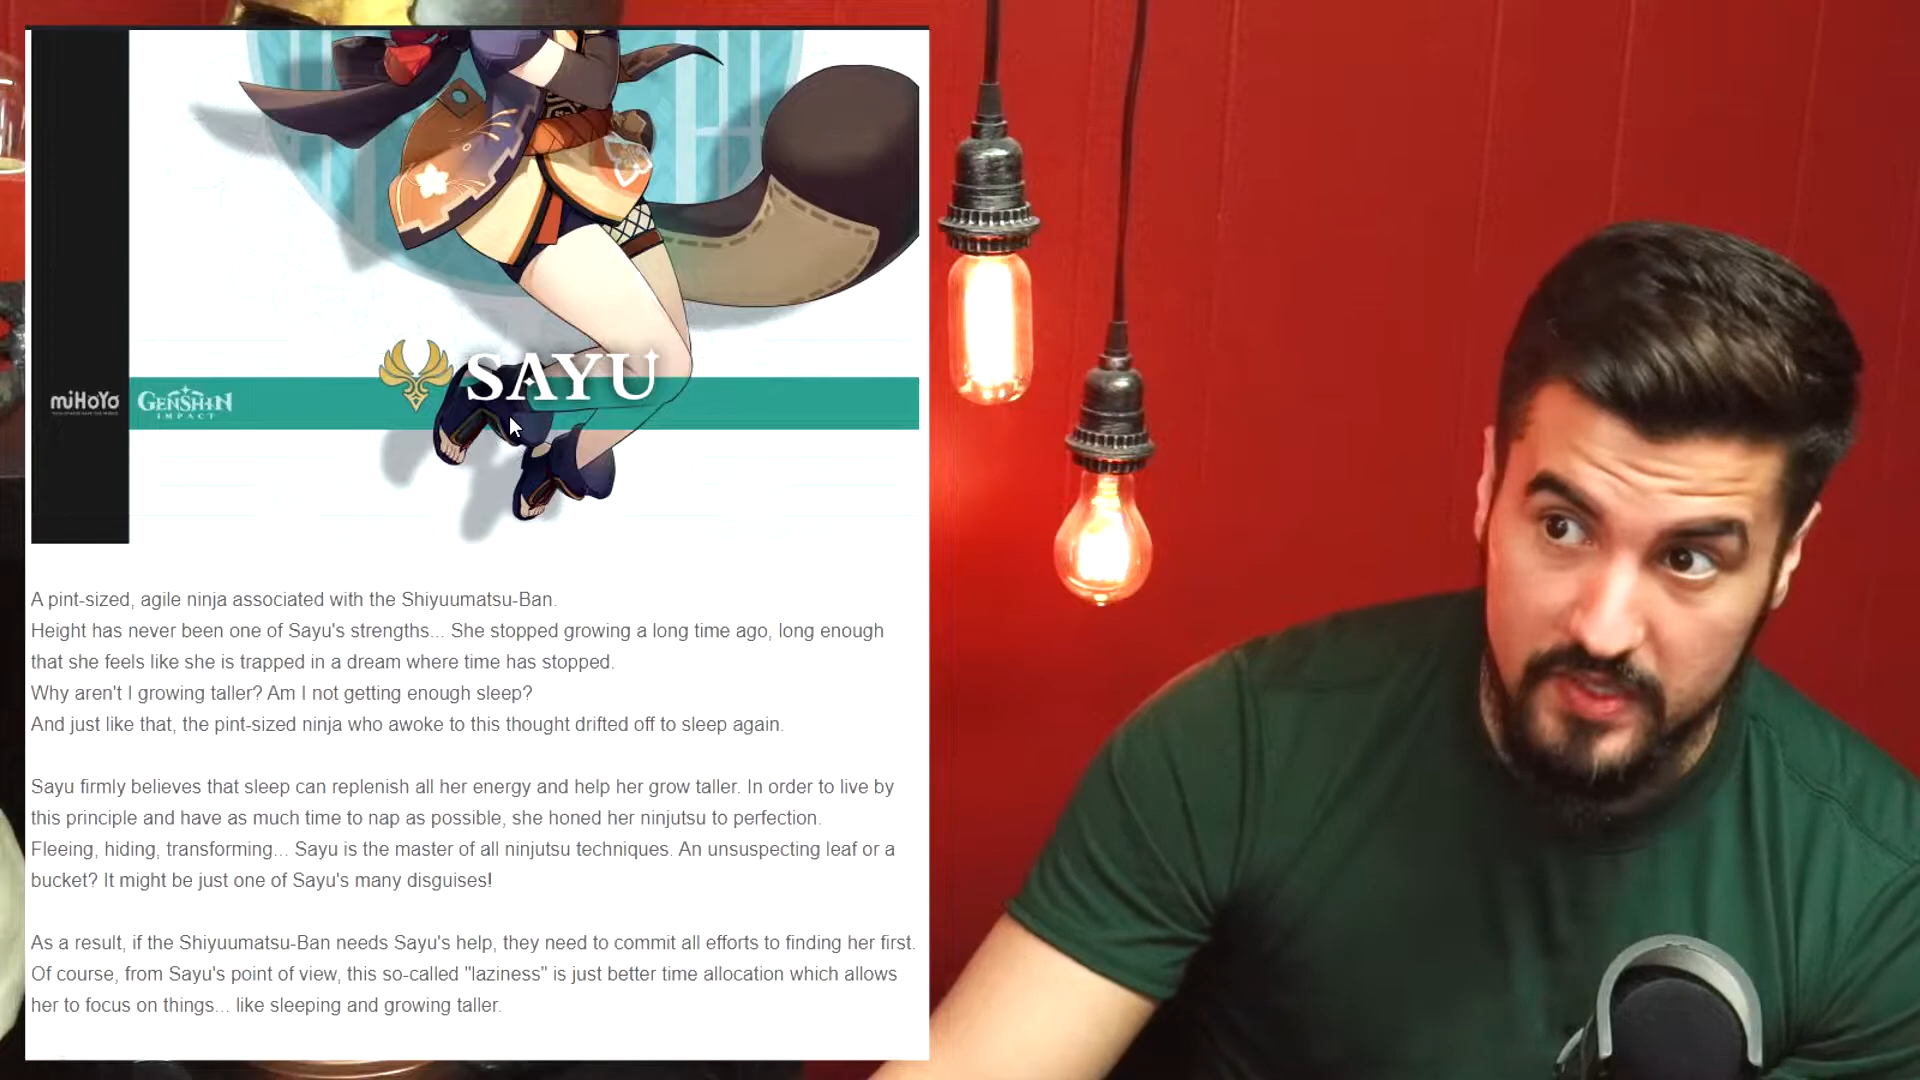 SAYU
miHoYo
GENSHIN
IMPACT
A pint-sized, agile ninja associated with the Shiyuumatsu-Ban.
Height has never been one of Sayu's strengths... She stopped growing a long time ago, long enough
that she feels like she is trapped in a dream where time has stopped.
Why aren't I growing taller? Am I not getting enough sleep?
And just like that, the pint-sized ninja who awoke to this thought drifted off to sleep again.
Sayu firmly believes that sleep can replenish all her energy and help her grow taller. In order to live by
this principle and have as much time to nap as possible, she honed her ninjutsu to perfection.
Fleeing, hiding, transforming... Sayu is the master of all ninjutsu techniques. An unsuspecting leaf or a
bucket? It might be just one of Sayu's many disguises!
As a result, if the Shiyuumatsu-Ban needs Sayu's help, they need to commit all efforts to finding her first.
Of course, from Sayu's point of view, this so-called "laziness" is just better time allocation which allows
her to focus on things... like sleeping and growing taller.